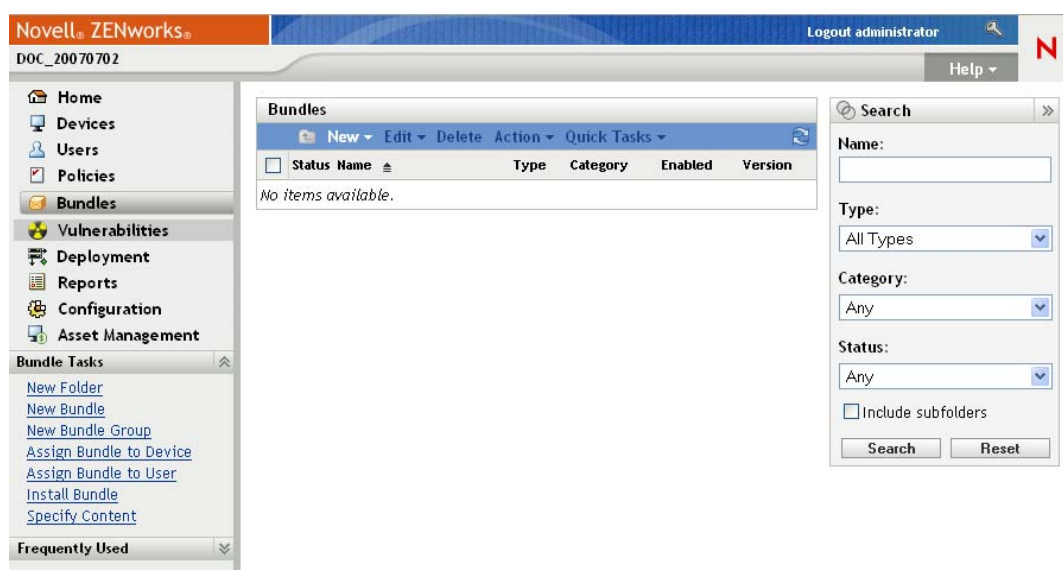 Novell® ZENworks®
Logout administrator
N
DOC_20070702
Help
Home
Devices
Users
Policies
Bundles
Vulnerabilities
Deployment
Reports
Configuration
Asset Management
Bundle Tasks
New Folder
New Bundle
New Bundle Group
Assign Bundle to Device
Assign Bundle to User
Install Bundle
Specify Content
Frequently Used
Bundles
New Edit Delete Action Quick Tasks
Status Name Type Category Enabled Version
No items available.
Search
Name:
Type:
All Types
Category:
Any
Status:
Any
Include subfolders
Search Reset